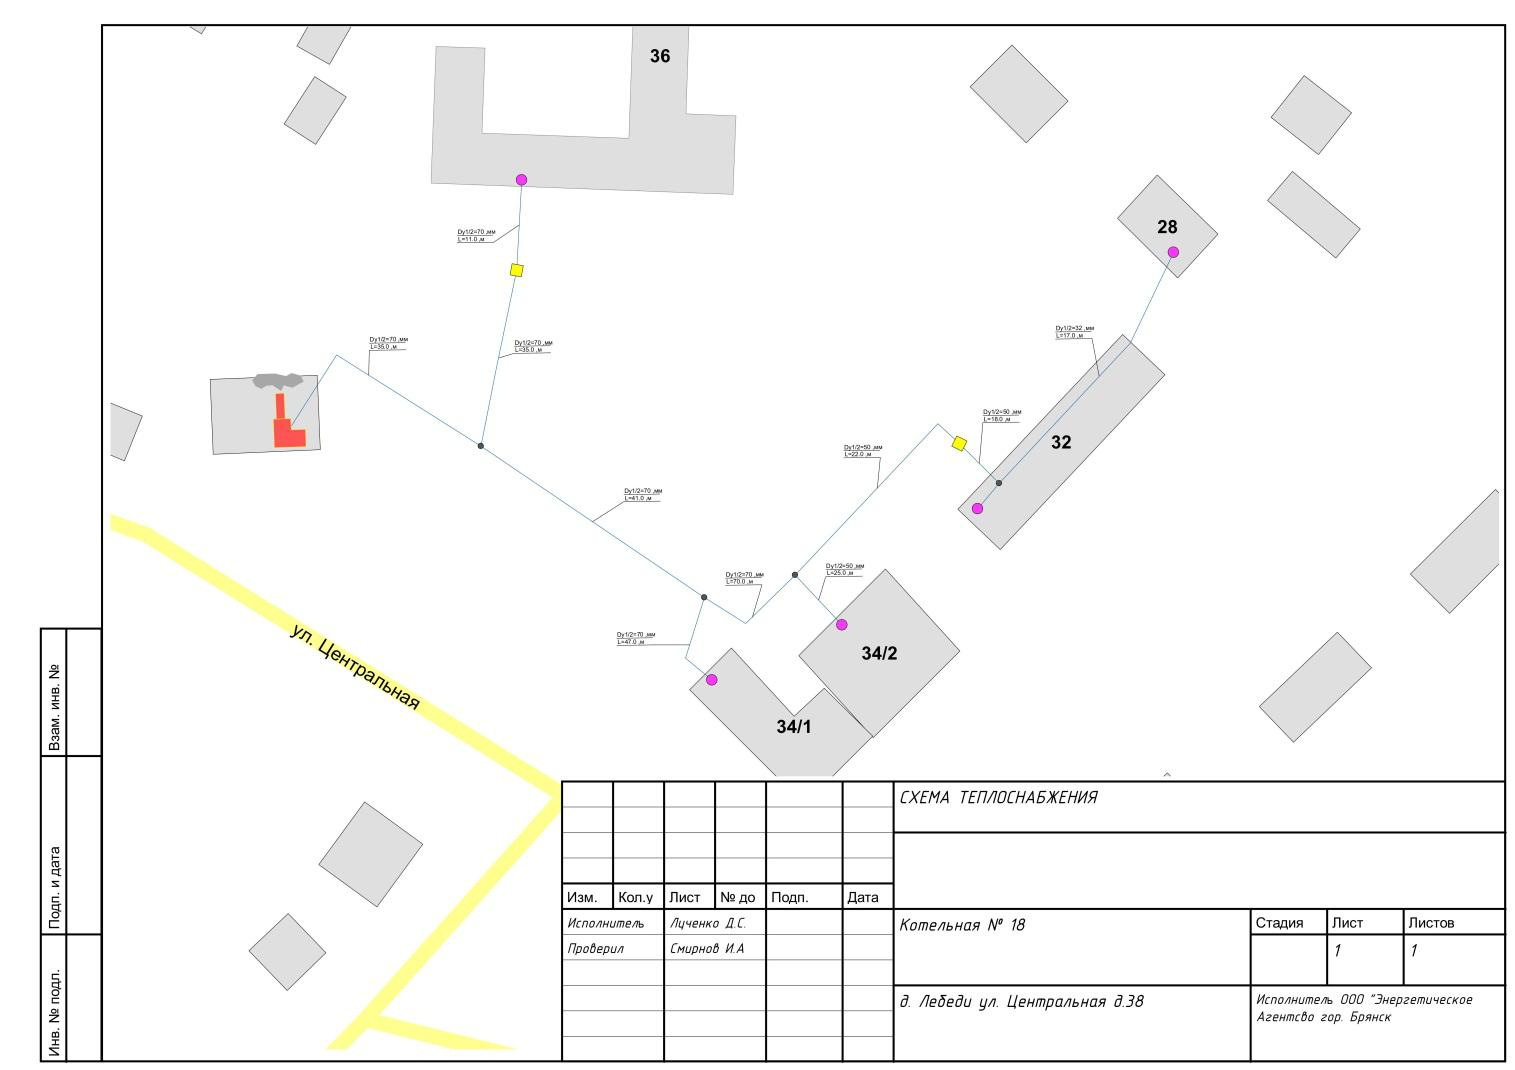 36
28
Dy1/2=70 ,мм
L=11.0 ,м
Dy1/2=70 ,мм
L=35.0 ,м
Dy1/2=70 ,мм
L=35.0 ,м
Dy1/2=32 ,мм
L=17.0 ,м
Dy1/2=50 ,мм
L=18.0 ,м
32
Dy1/2=50 ,мм
L=22.0 ,м
Dy1/2=70 ,мм
L=41.0 ,м
Dy1/2=70 ,мм
L=70.0 ,м
Dy1/2=50 ,мм
L=25.0 ,м
Dy1/2=70 ,мм
L=47.0 ,м
34/2
34/1
ул. Центральная
Взам. инв. №
Подп. и дата
Инв. № подл.
СХЕМА ТЕПЛОСНАБЖЕНИЯ
Изм. Кол.у Лист № до Подп. Дата
Исполнитель Лученко Д.С.
Проверил Смирнов И.А
Котельная № 18
Стадия Лист Листов
1 1
д. Лебеди ул. Центральная д.38
Исполнитель ООО "Энергетическое
Агентсво гор. Брянск